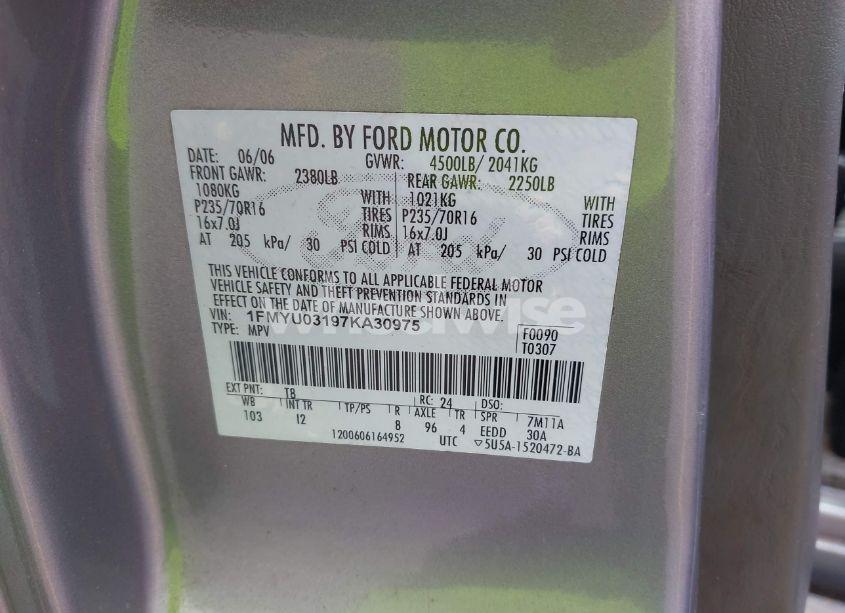 MFD. BY FORD MOTOR CO.
DATE: 06/06 GVWR: 4500LB/ 2041KG
FRONT GAWR: 2380LB REAR GAWR: 2250LB
1080KG WITH 1021KG WITH
P235/70R16 TIRES P235/70R16 TIRES
16x7.0J RIMS 16x7.0J RIMS
AT 205 kPa/ 30 PSI COLD AT 205 kPa/ 30 PSI COLD
THIS VEHICLE CONFORMS TO ALL APPLICABLE FEDERAL MOTOR
VEHICLE SAFETY AND THEFT PREVENTION STANDARDS IN
EFFECT ON THE DATE OF MANUFACTURE SHOWN ABOVE.
VIN: 1FMYU03197KA30975 F0090
TYPE: MPV T0307
EXT PNT: T8 RC: 24 DSO:
WB INT TR TP/PS R AXLE TR SPR 7M11A
103 I2 8 96 4 EEDD 30A
1200606164952 UTC ▽5U5A-1520472-BA